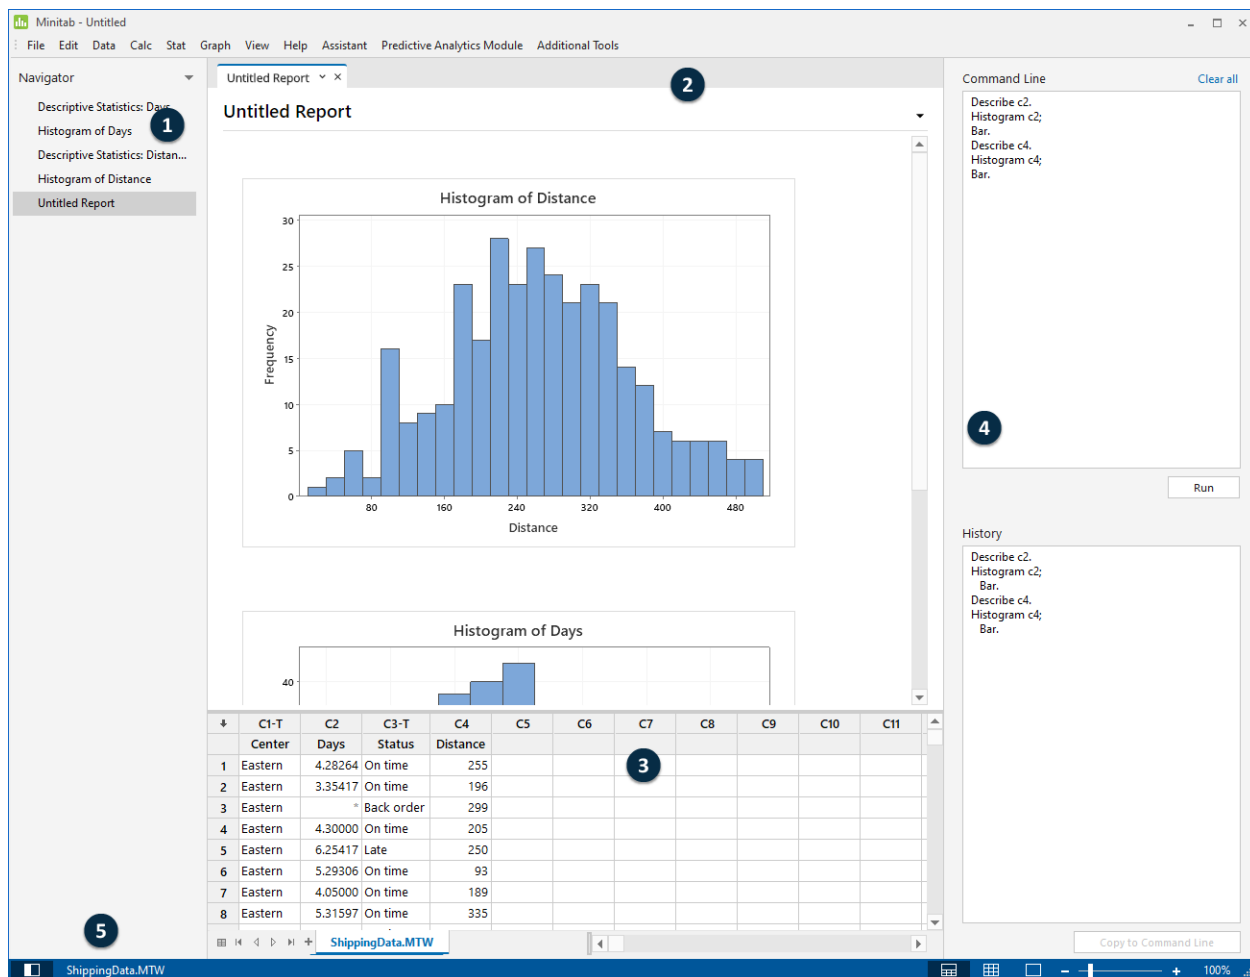 Minitab - Untitled
File Edit Data Calc Stat Graph View Help Assistant Predictive Analytics Module Additional Tools
Navigator
Descriptive Statistics: Days
Histogram of Days
Descriptive Statistics: Distan...
Histogram of Distance
Untitled Report
1
Untitled Report
2
Untitled Report
Histogram of Distance
30
25
20
15
10
5
0
Frequency
80 160 240 320 400 480
Distance
Histogram of Days
40
C1-T C2 C3-T C4 C5 C6 C7 C8 C9 C10 C11
Center Days Status Distance
1 Eastern 4.28264 On time 255
2 Eastern 3.35417 On time 196
3 Eastern * Back order 299
4 Eastern 4.30000 On time 205
5 Eastern 6.25417 Late 250
6 Eastern 5.29306 On time 93
7 Eastern 4.05000 On time 189
8 Eastern 5.31597 On time 335
3
ShippingData.MTW
Command Line Clear all
Describe c2.
Histogram c2;
Bar.
Describe c4.
Histogram c4;
Bar.
4
Run
History
Describe c2.
Histogram c2;
Bar.
Describe c4.
Histogram c4;
Bar.
Copy to Command Line
5
ShippingData.MTW
100%